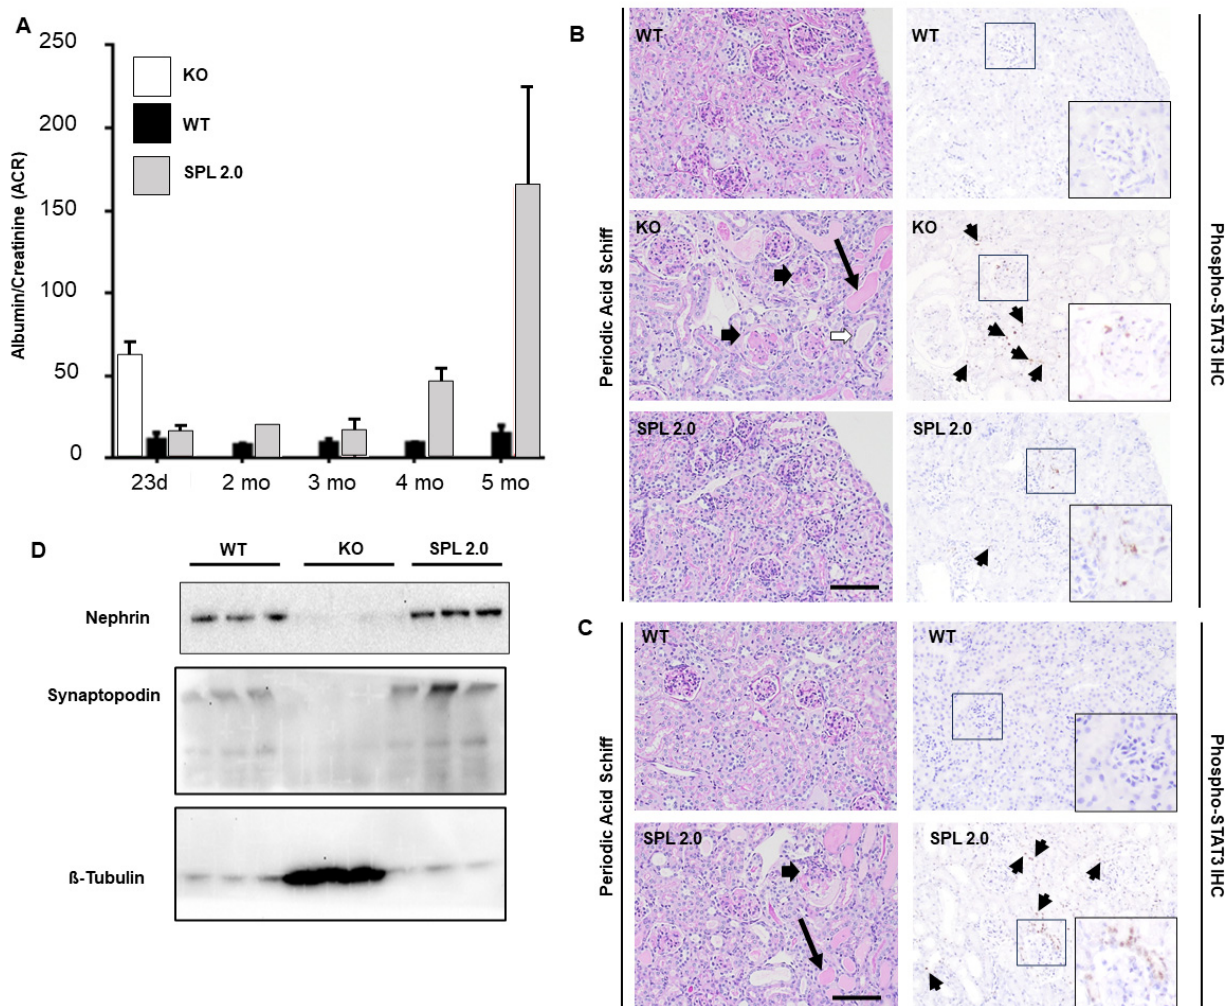 A
250
200
150
100
50
0
Albumin/Creatinine (ACR)
KO
WT
SPL 2.0
23d 2 mo 3 mo 4 mo 5 mo
B
Periodic Acid Schiff
WT
WT
KO
KO
SPL 2.0
SPL 2.0
Phospho-STAT3 IHC
C
Periodic Acid Schiff
WT
WT
SPL 2.0
SPL 2.0
Phospho-STAT3 IHC
D
WT KO SPL 2.0
Nephrin
Synaptopodin
ß-Tubulin